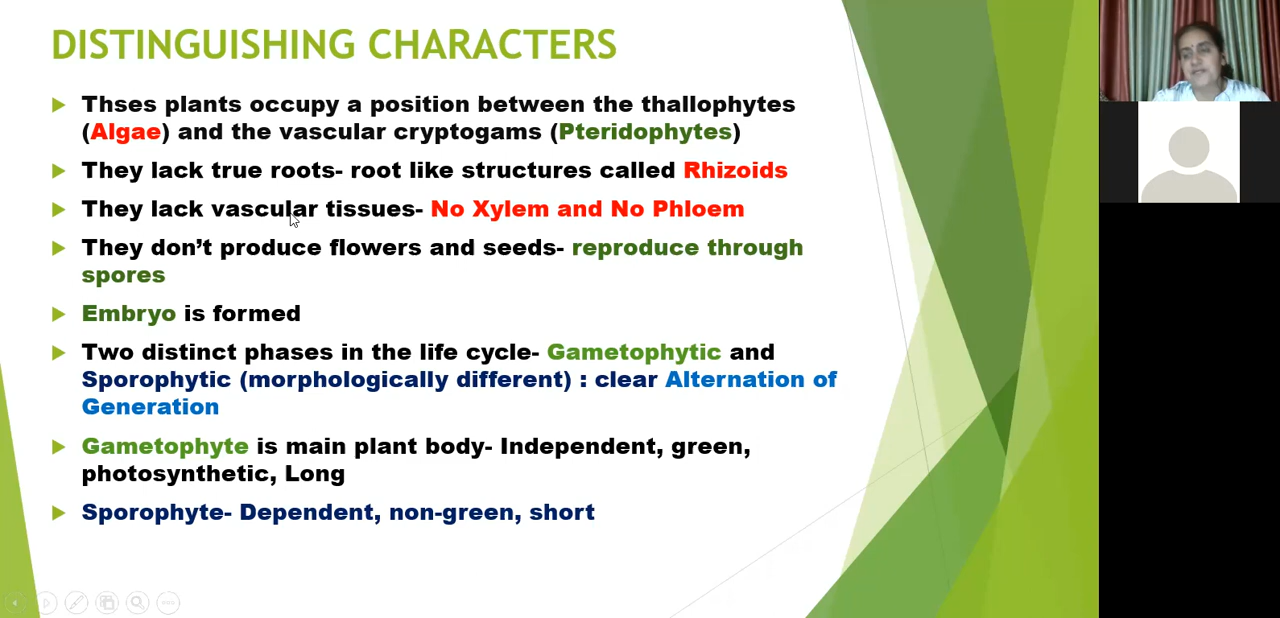 DISTINGUISHING CHARACTERS
Thses plants occupy a position between the thallophytes
(Algae) and the vascular cryptogams (Pteridophytes)
They lack true roots- root like structures called Rhizoids
They lack vascular tissues- No Xylem and No Phloem
They don’t produce flowers and seeds- reproduce through
spores
Embryo is formed
Two distinct phases in the life cycle- Gametophytic and
Sporophytic (morphologically different) : clear Alternation of
Generation
Gametophyte is main plant body- Independent, green,
photosynthetic, Long
Sporophyte- Dependent, non-green, short